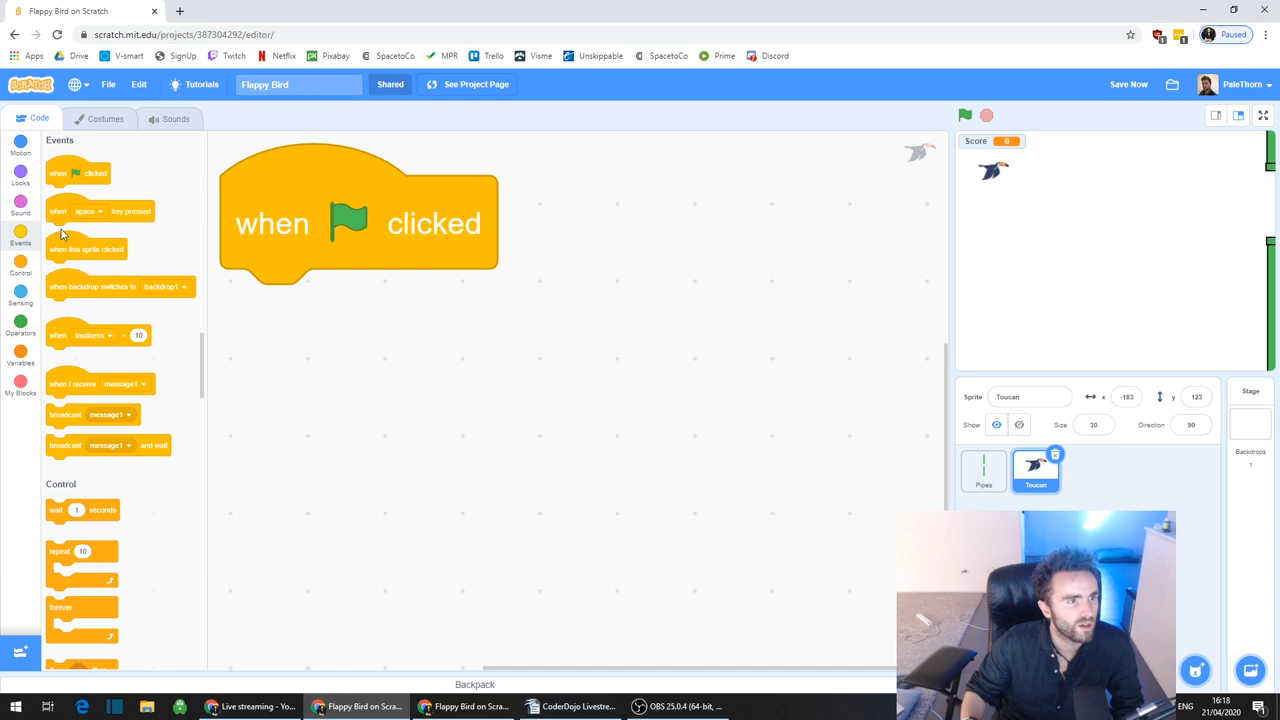 Flappy Bird on Scratch
scratch.mit.edu/projects/387304292/editor/
Paused
Apps Drive V-smart SignUp Twitch Netflix Pixabay SpacetoCo MPR Trello Visme Unskippable SpacetoCo Prime Discord
SCRATCH File Edit Tutorials Flappy Bird Shared See Project Page Save Now PaleThorn
Code Costumes Sounds
Motion
Looks
Sound
Events
Control
Sensing
Operators
Variables
My Blocks
Events
when clicked
when space key pressed
when this sprite clicked
when backdrop switches to backdrop1
when loudness > 10
when I receive message1
broadcast message1
broadcast message1 and wait
Control
wait 1 seconds
repeat 10
forever
when clicked
Score 0
Sprite Toucan x -183 y 123
Show Size 30 Direction 90
Pipes Toucan
Stage
Backdrops
1
Backpack
Live streaming - Yo... Flappy Bird on Scra... Flappy Bird on Scra... CoderDojo Livestre... OBS 25.0.4 (64-bit, ...
ENG
16:18
21/04/2020